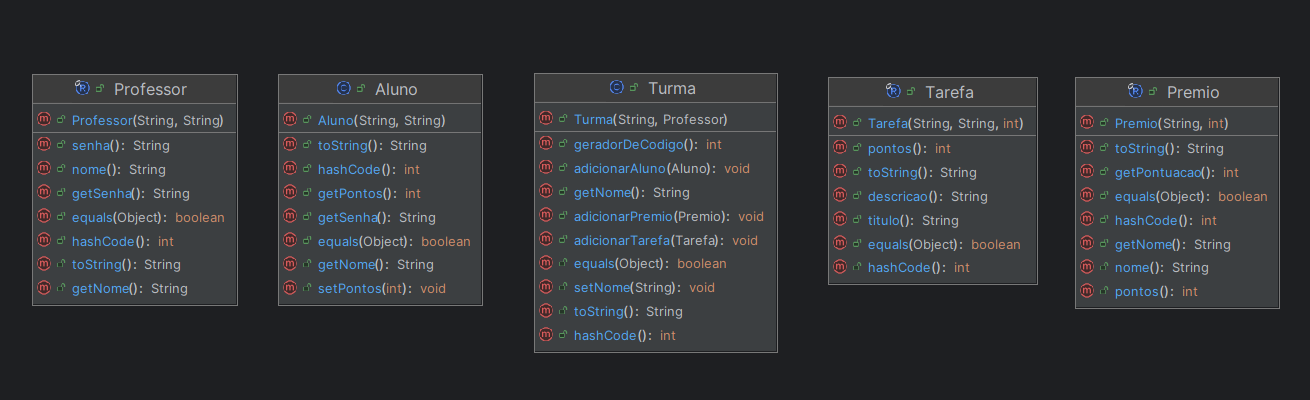 Professor
Professor(String, String)
senha(): String
nome(): String
getSenha(): String
equals(Object): boolean
hashCode(): int
toString(): String
getNome(): String
Aluno
Aluno(String, String)
toString(): String
hashCode(): int
getPontos(): int
getSenha(): String
equals(Object): boolean
getNome(): String
setPontos(int): void
Turma
Turma(String, Professor)
geradorDeCodigo(): int
adicionarAluno(Aluno): void
getNome(): String
adicionarPremio(Premio): void
adicionarTarefa(Tarefa): void
equals(Object): boolean
setNome(String): void
toString(): String
hashCode(): int
Tarefa
Tarefa(String, String, int)
pontos(): int
toString(): String
descricao(): String
titulo(): String
equals(Object): boolean
hashCode(): int
Premio
Premio(String, int)
toString(): String
getPontuacao(): int
equals(Object): boolean
hashCode(): int
getNome(): String
nome(): String
pontos(): int